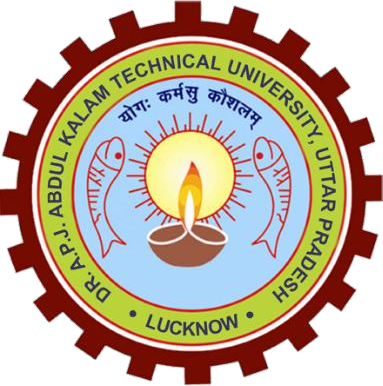 DR. A.P.J. ABDUL KALAM TECHNICAL UNIVERSITY, UTTAR PRADESH
योगः कर्मसु कौशलम्
• LUCKNOW •